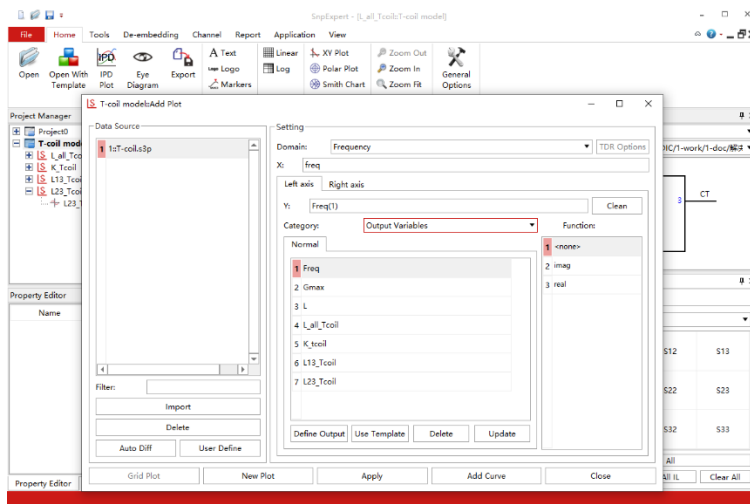 SnpExpert - [L_all_Tcoil:T-coil model]
File Home Tools De-embedding Channel Report Application View
Open Open With Template IPD Plot Eye Diagram Export
A Text
Logo
Markers
Linear
Log
XY Plot
Polar Plot
Smith Chart
Zoom Out
Zoom In
Zoom Fit
General Options
Project Manager
Project0
T-coil mod
L_all_Tco
K_Tcoil
L13_Tcoi
L23_Tcoi
L23_T
Property Editor
Name
Property Editor
T-coil model:Add Plot
Data Source
1 1::T-coil.s3p
Filter:
Import
Delete
Auto Diff User Define
Setting
Domain: Frequency TDR Options
X: freq
Left axis Right axis
Y: Freq(1) Clean
Category: Output Variables Function:
Normal
1 Freq
2 Gmax
3 L
4 L_all_Tcoil
5 K_tcoil
6 L13_Tcoil
7 L23_Tcoil
1 <none>
2 imag
3 real
Define Output Use Template Delete Update
Grid Plot New Plot Apply Add Curve Close
DIC/1-work/1-doc/解决
3 CT
S12 S13
S22 S23
S32 S33
All
All IL Clear All